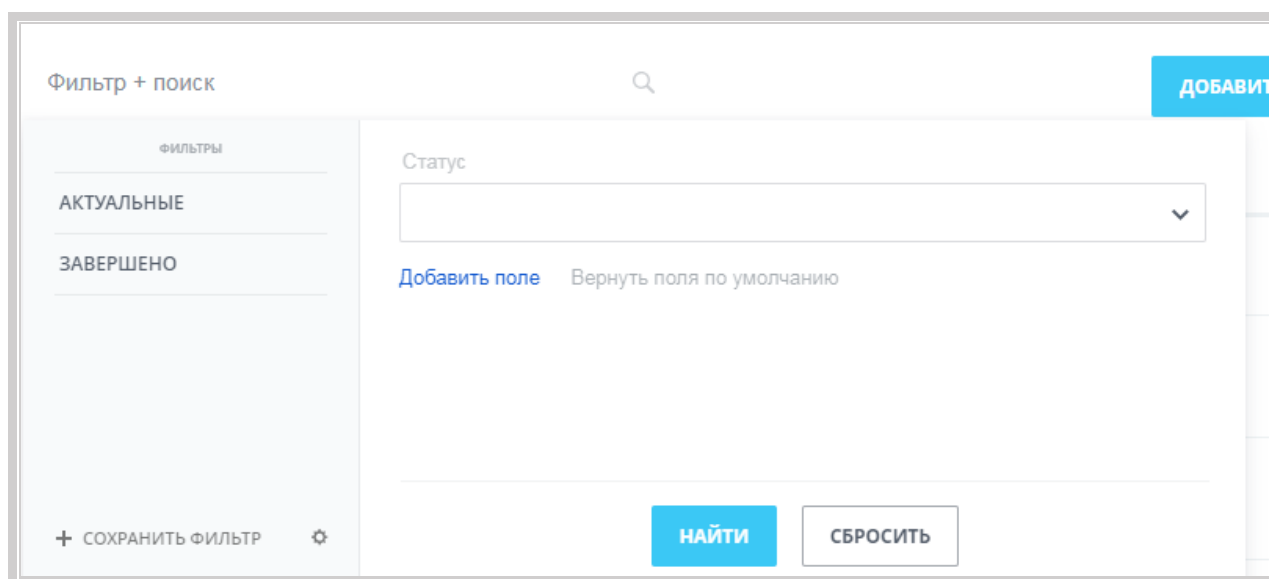 Фильтр + поиск
ДОБАВИТ
ФИЛЬТРЫ
АКТУАЛЬНЫЕ
ЗАВЕРШЕНО
+ СОХРАНИТЬ ФИЛЬТР
Статус
Добавить поле Вернуть поля по умолчанию
НАЙТИ СБРОСИТЬ